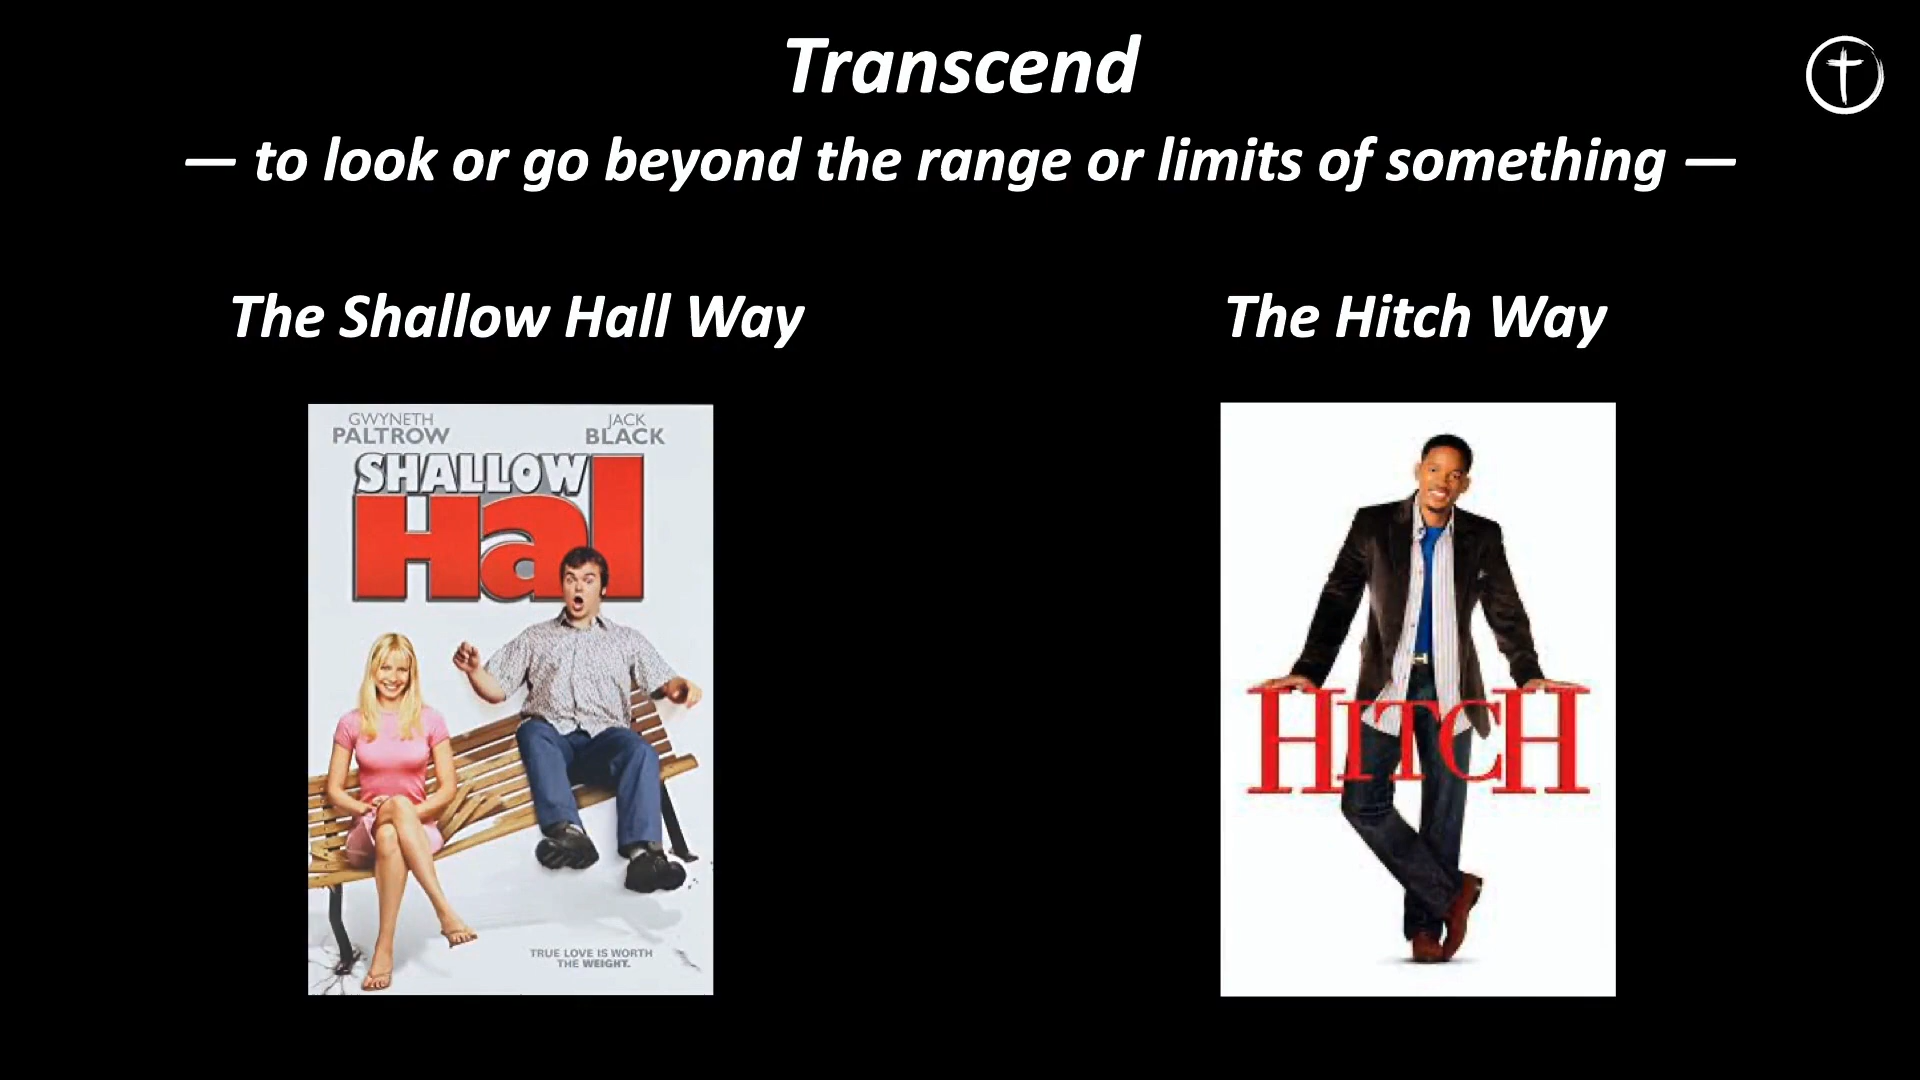 Transcend
— to look or go beyond the range or limits of something —
The Shallow Hall Way
The Hitch Way
GWYNETH
PALTROW
JACK
BLACK
SHALLOW
Hal
TRUE LOVE IS WORTH
THE WEIGHT.
HITCH